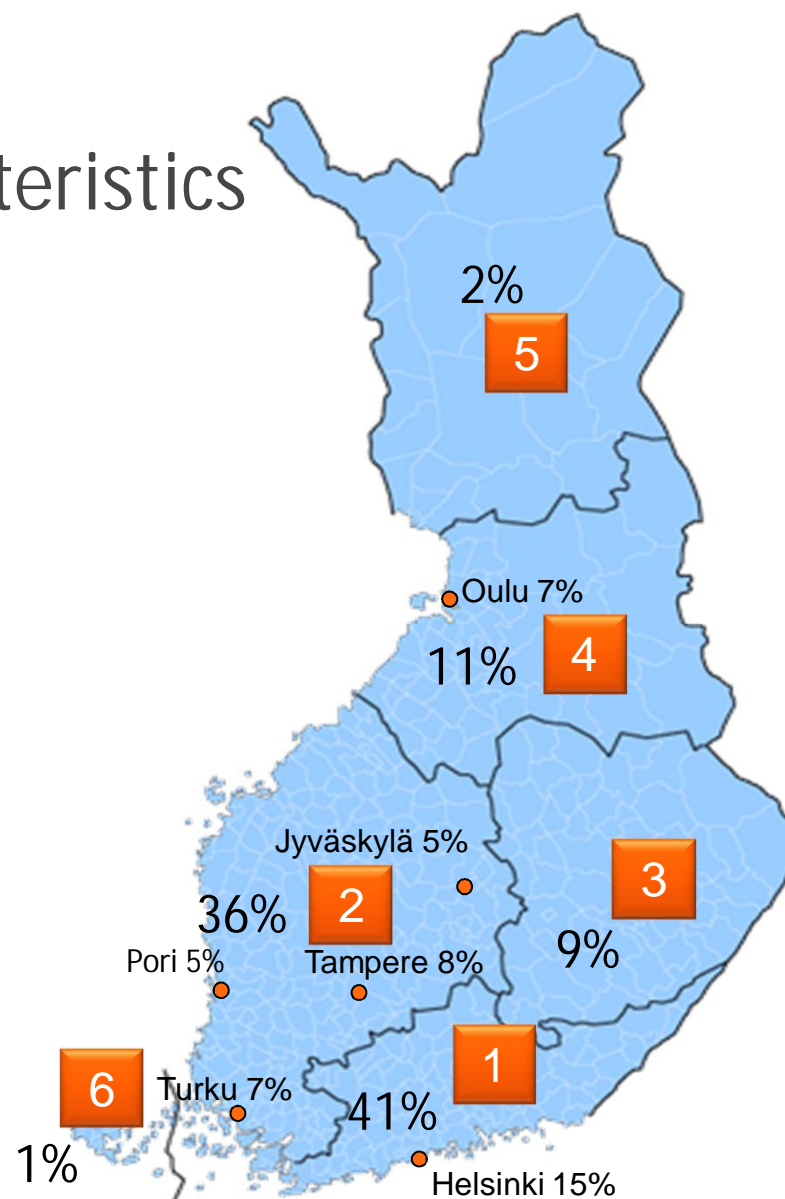 teristics
2%
5
Oulu 7%
11%
4
Jyväskylä 5%
3
36%
2
9%
Pori 5%
Tampere 8%
1
6
Turku 7%
41%
1%
Helsinki 15%